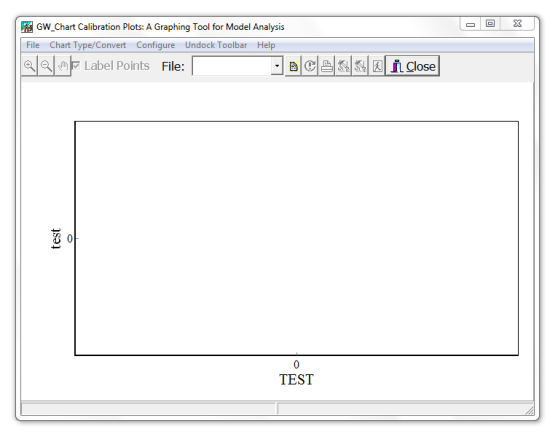 GW_Chart Calibration Plots: A Graphing Tool for Model Analysis
File Chart Type/Convert Configure Undock Toolbar Help
Label Points File: Close
test
0
0
TEST